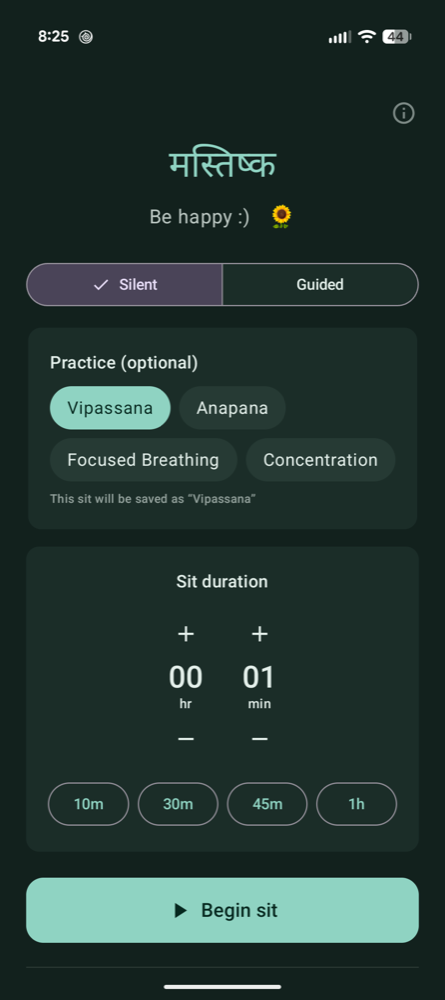 8:25
44
मस्तिष्क
Be happy :) 🌻
Silent Guided
Practice (optional)
Vipassana Anapana
Focused Breathing Concentration
This sit will be saved as “Vipassana”
Sit duration
+ +
00 01
hr min
− −
10m 30m 45m 1h
Begin sit